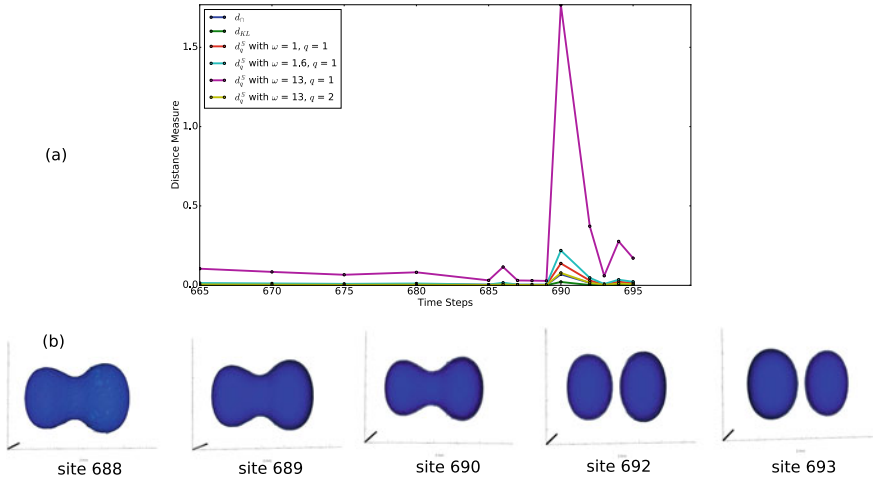 (a)
Distance Measure
1.5
1.0
0.5
0.0
d∩
d_KL
d_q^S with ω = 1, q = 1
d_q^S with ω = 1.6, q = 1
d_q^S with ω = 13, q = 1
d_q^S with ω = 13, q = 2
665 670 675 680 685 690 695
Time Steps
(b)
site 688 site 689 site 690 site 692 site 693